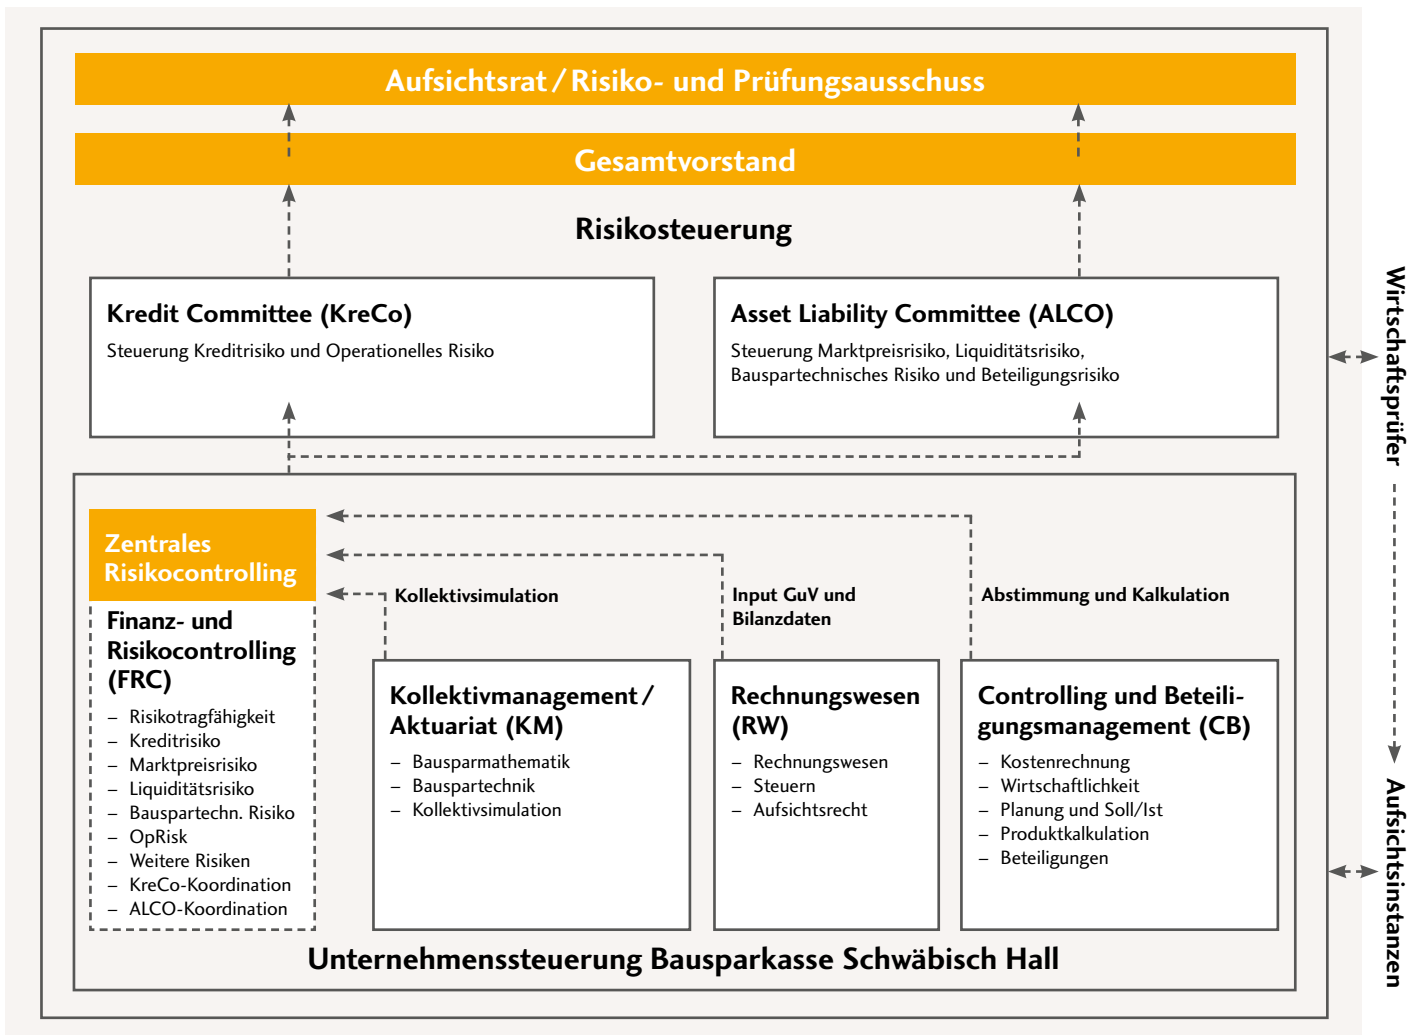 Aufsichtsrat / Risiko- und Prüfungsausschuss
Gesamtvorstand
Risikosteuerung
Kredit Committee (KreCo)
Steuerung Kreditrisiko und Operationelles Risiko
Asset Liability Committee (ALCO)
Steuerung Marktpreisrisiko, Liquiditätsrisiko,
Bauspartechnisches Risiko und Beteiligungsrisiko
Zentrales
Risikocontrolling
Finanz- und
Risikocontrolling
(FRC)
– Risikotragfähigkeit
– Kreditrisiko
– Marktpreisrisiko
– Liquiditätsrisiko
– Bauspartechn. Risiko
– OpRisk
– Weitere Risiken
– KreCo-Koordination
– ALCO-Koordination
Kollektivsimulation
Kollektivmanagement /
Aktuariat (KM)
– Bausparmathematik
– Bauspartechnik
– Kollektivsimulation
Input GuV und
Bilanzdaten
Rechnungswesen
(RW)
– Rechnungswesen
– Steuern
– Aufsichtsrecht
Abstimmung und Kalkulation
Controlling und Beteili-
gungsmanagement (CB)
– Kostenrechnung
– Wirtschaftlichkeit
– Planung und Soll/Ist
– Produktkalkulation
– Beteiligungen
Unternehmenssteuerung Bausparkasse Schwäbisch Hall
Wirtschaftsprüfer
Aufsichtsinstanzen